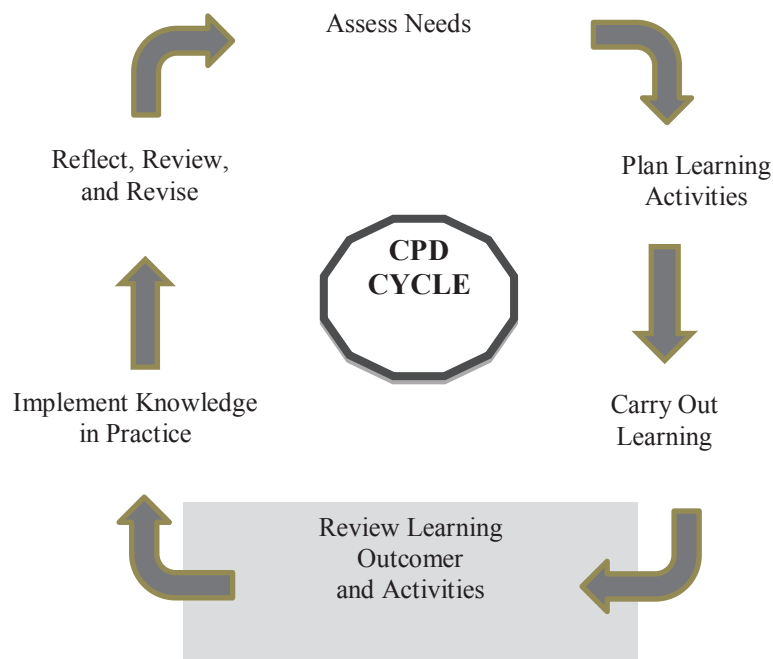 Assess Needs
Reflect, Review,
and Revise
Plan Learning
Activities
CPD
CYCLE
Implement Knowledge
in Practice
Carry Out
Learning
Review Learning
Outcomer
and Activities